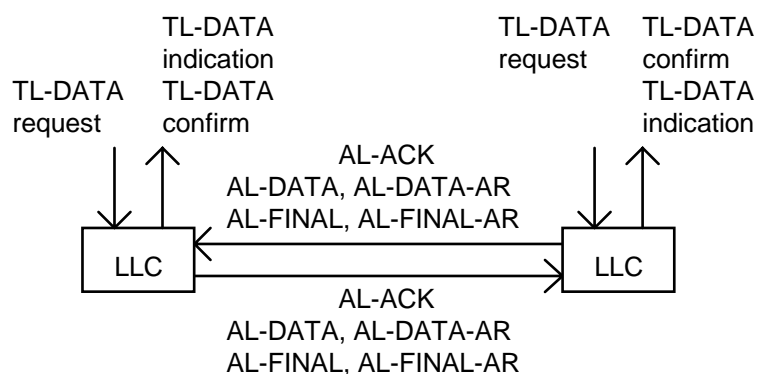 TL-DATA
indication
TL-DATA
confirm
TL-DATA
request
TL-DATA
request
TL-DATA
confirm
TL-DATA
indication
AL-ACK
AL-DATA, AL-DATA-AR
AL-FINAL, AL-FINAL-AR
LLC
LLC
AL-ACK
AL-DATA, AL-DATA-AR
AL-FINAL, AL-FINAL-AR